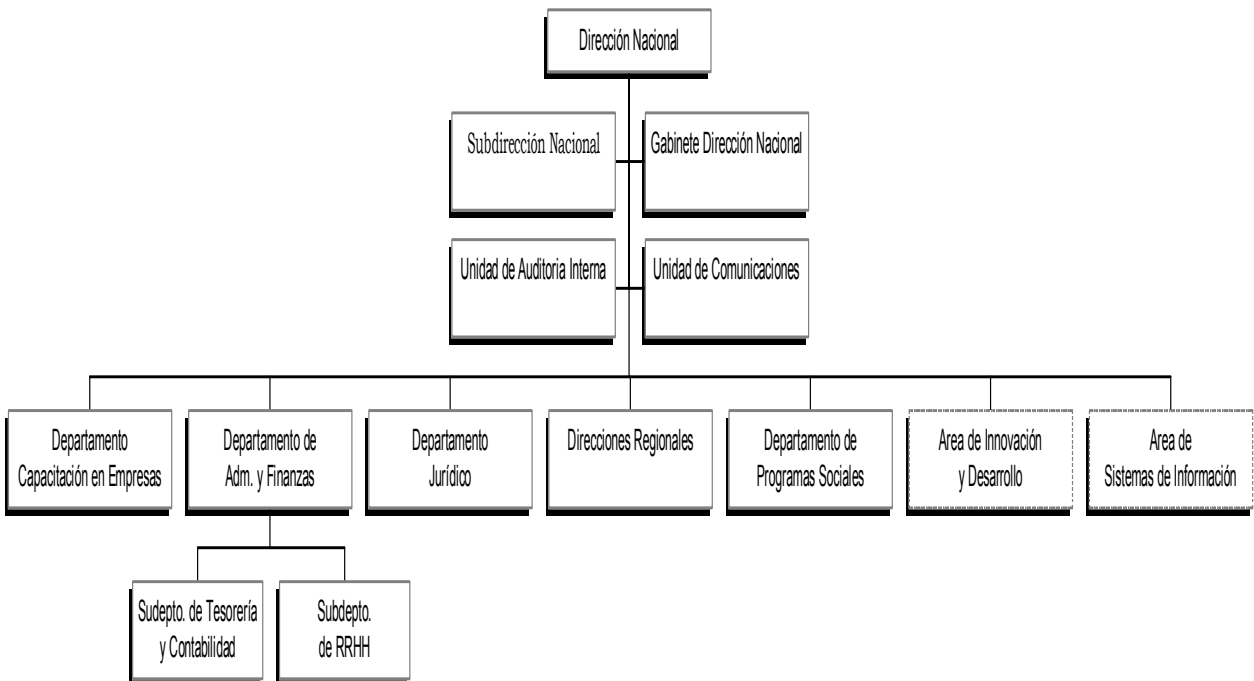 Dirección Nacional
Subdirección Nacional
Gabinete Dirección Nacional
Unidad de Auditoria Interna
Unidad de Comunicaciones
Departamento
Capacitación en Empresas
Departamento de
Adm. y Finanzas
Departamento
Jurídico
Direcciones Regionales
Departamento de
Programas Sociales
Area de Innovación
y Desarrollo
Area de
Sistemas de Información
Sudepto. de Tesorería
y Contabilidad
Subdepto.
de RRHH